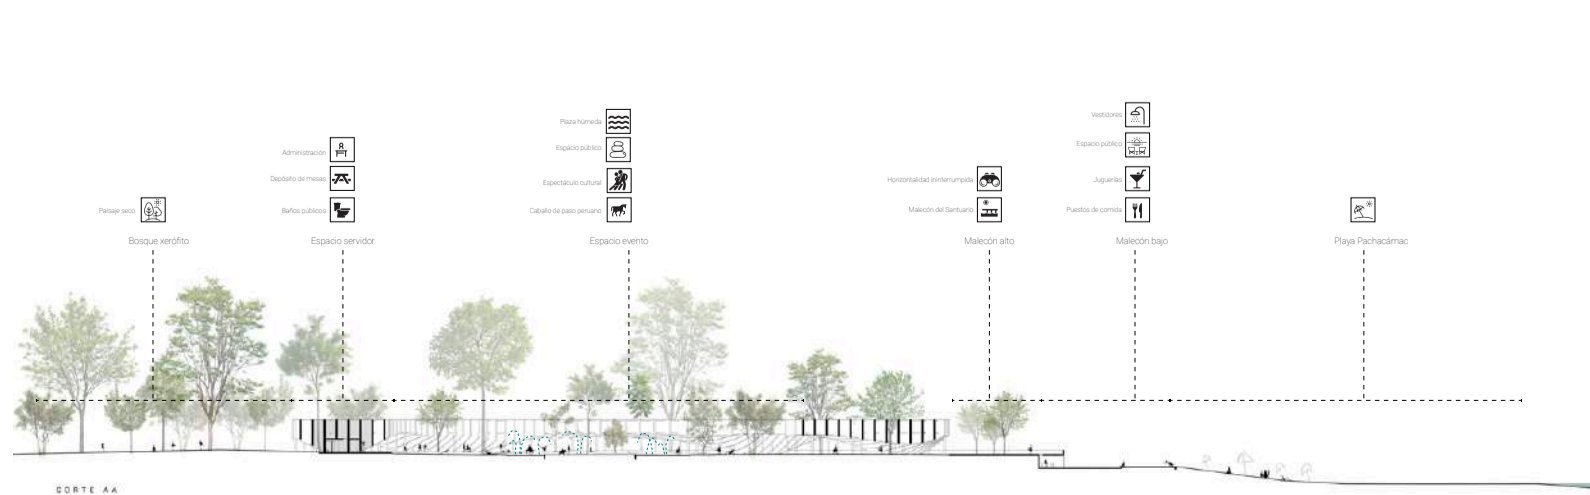 Paisaje seco
Bosque xerófito
Administración
Depósito de mesas
Baños públicos
Espacio servidor
Plaza húmeda
Espacio público
Espectáculo cultural
Caballo de paso peruano
Espacio evento
Horizontalidad ininterrumpida
Malecón del Santuario
Malecón alto
Vestidores
Espacio público
Juguerías
Puestos de comida
Malecón bajo
Playa Pachacámac
CORTE AA